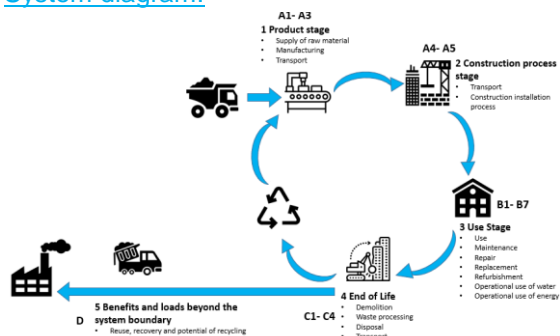 System diagram:
A1- A3
1 Product stage
• Supply of raw material
• Manufacturing
• Transport
A4- A5
2 Construction process
stage
• Transport
• Construction installation
process
B1- B7
3 Use Stage
• Use
• Maintenance
• Repair
• Replacement
• Refurbishment
• Operational use of water
• Operational use of energy
4 End of Life
C1- C4
• Demolition
• Waste processing
• Disposal
• Transport
5 Benefits and loads beyond the
system boundary
D
• Reuse, recovery and potential of recycling